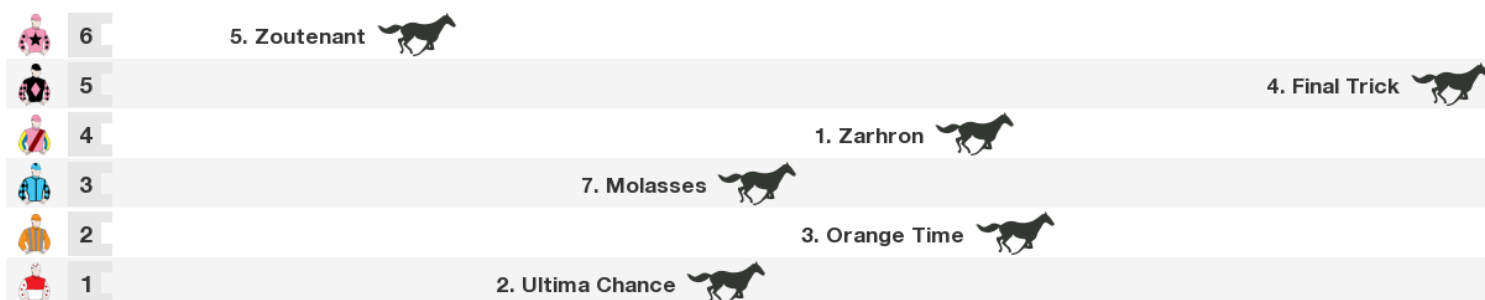 6 5. Zoutenant
5 4. Final Trick
4 1. Zarhron
3 7. Molasses
2 3. Orange Time
1 2. Ultima Chance